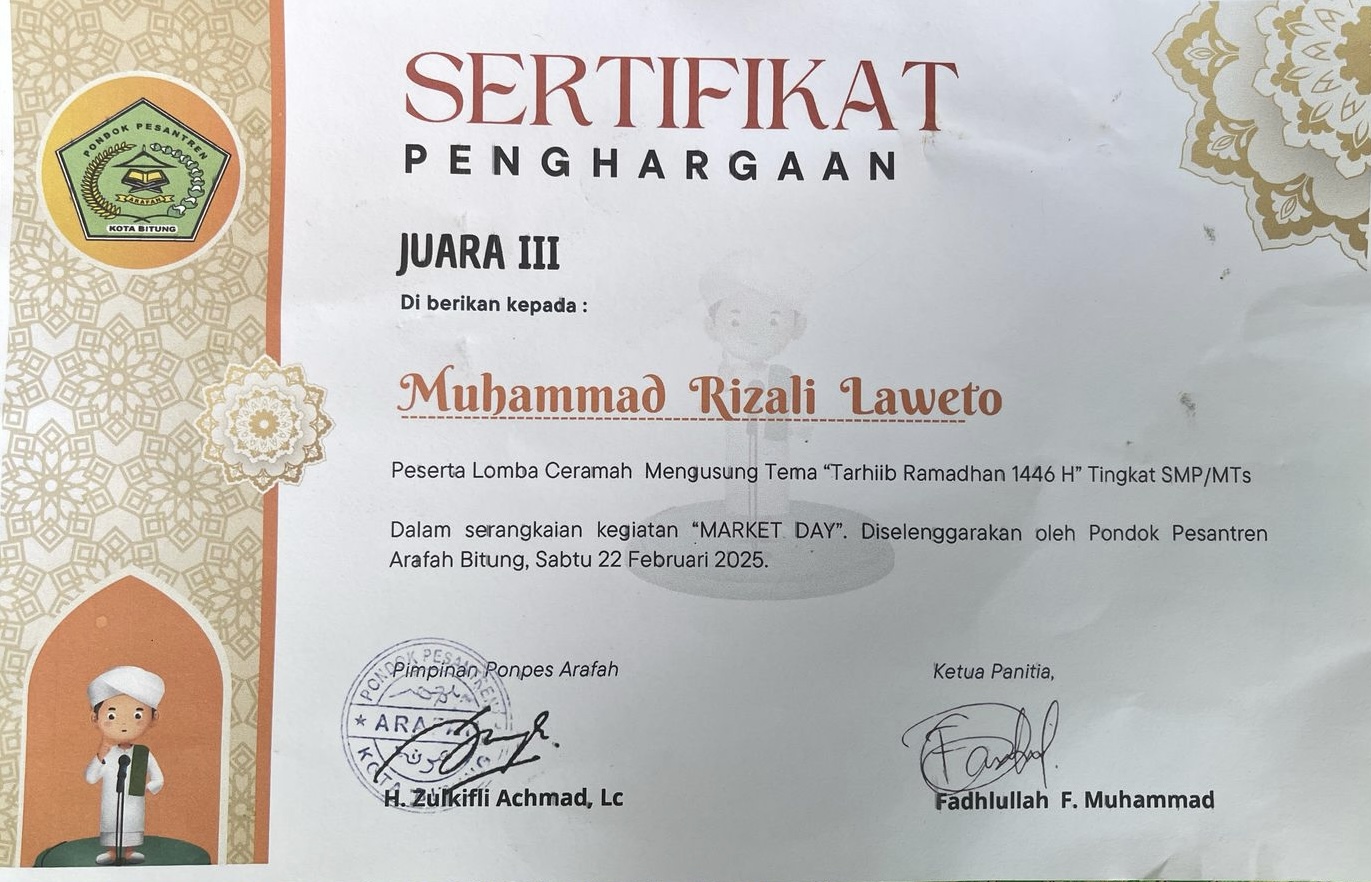 SERTIFIKAT
PENGHARGAAN
PONDOK PESANTREN
ARAFAH
KOTA BITUNG
JUARA III
Di berikan kepada :
Muhammad Rizali Laweto
Peserta Lomba Ceramah Mengusung Tema “Tarhiib Ramadhan 1446 H” Tingkat SMP/MTs
Dalam serangkaian kegiatan “MARKET DAY”. Diselenggarakan oleh Pondok Pesantren
Arafah Bitung, Sabtu 22 Februari 2025.
Pimpinan Ponpes Arafah
PONDOK PESANTREN
H. Zulkifli Achmad, Lc
Ketua Panitia,
Fadhlullah F. Muhammad